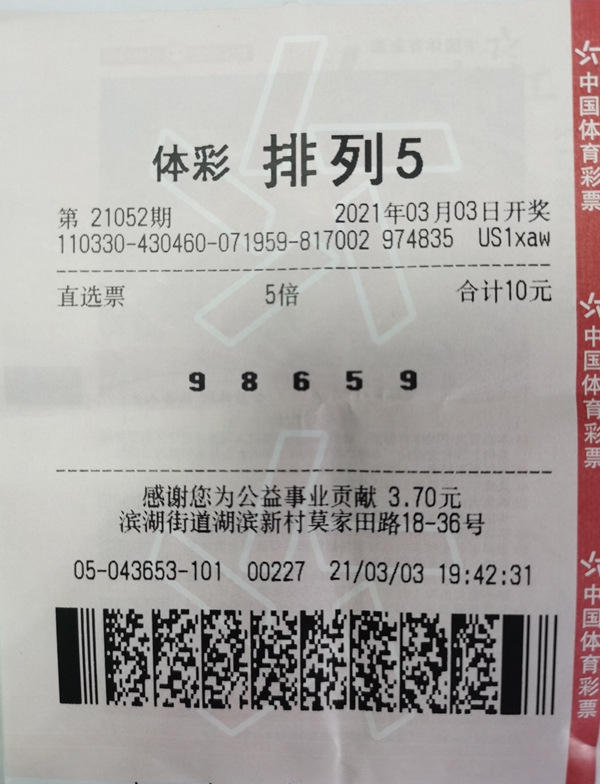 体彩 排列5
第 21052期 2021年03月03日开奖
110330-430460-071959-817002 974835 US1xaw
直选票 5倍 合计10元
9 8 6 5 9
感谢您为公益事业贡献 3.70元
滨湖街道湖滨新村莫家田路18-36号
05-043653-101 00227 21/03/03 19:42:31
中国体育彩票
中国体育彩票
中国体育彩票